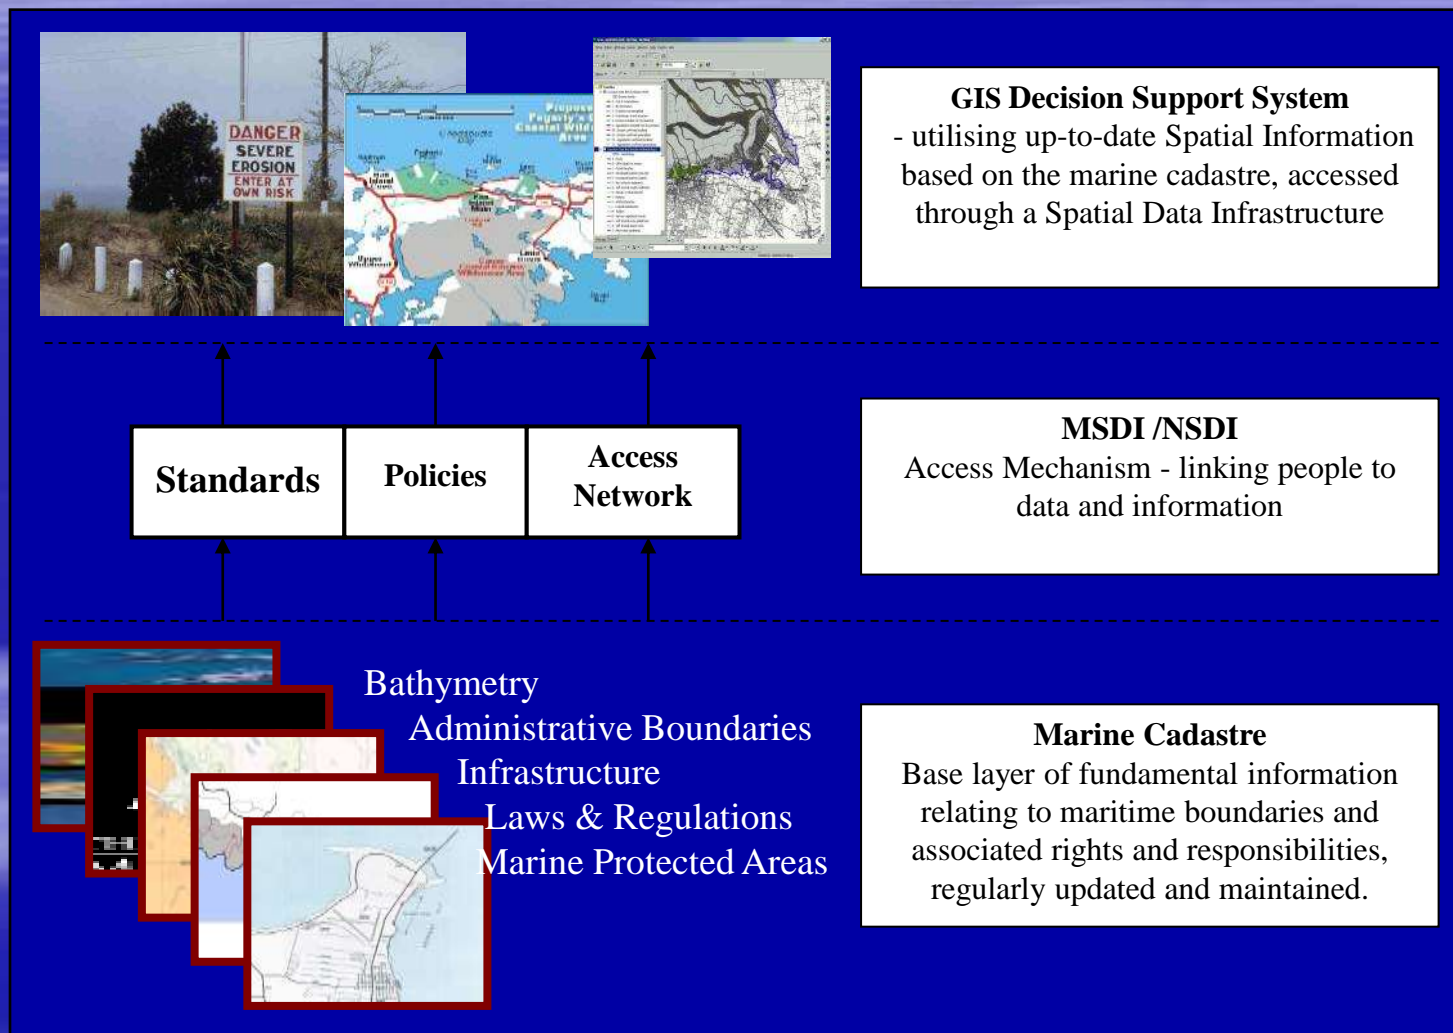 DANGER
SEVERE
EROSION
ENTER AT
OWN RISK
GIS Decision Support System
- utilising up-to-date Spatial Information
based on the marine cadastre, accessed
through a Spatial Data Infrastructure
Standards
Policies
Access
Network
MSDI /NSDI
Access Mechanism - linking people to
data and information
Bathymetry
Administrative Boundaries
Infrastructure
Laws & Regulations
Marine Protected Areas
Marine Cadastre
Base layer of fundamental information
relating to maritime boundaries and
associated rights and responsibilities,
regularly updated and maintained.